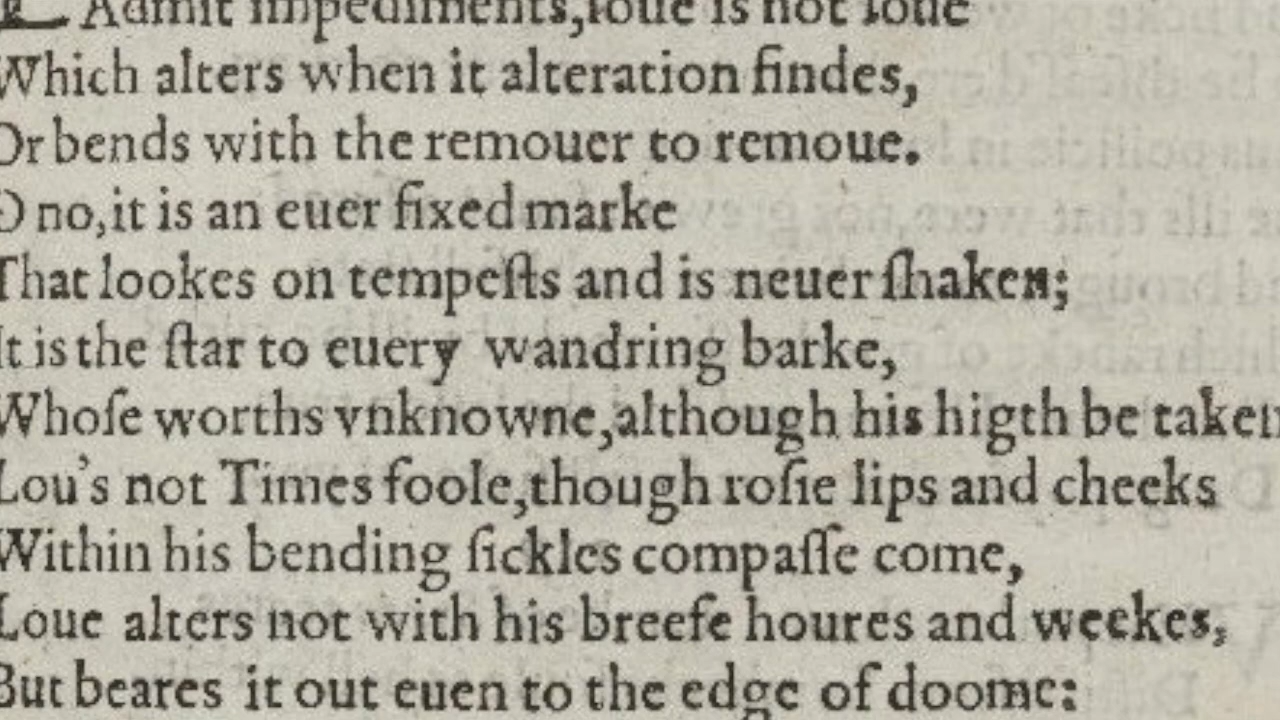 Admit impediments,loue is not loue
Which alters when it alteration findes,
Or bends with the remouer to remoue.
O no,it is an euer fixed marke
That lookes on tempeſts and is neuer ſhaken;
It is the ſtar to euery wandring barke,
Whoſe worths vnknowne,although his higth be taken
Lou's not Times foole,though roſie lips and cheeks
Within his bending ſickles compaſſe come,
Loue alters not with his breefe houres and weekes,
But beares it out euen to the edge of doome: